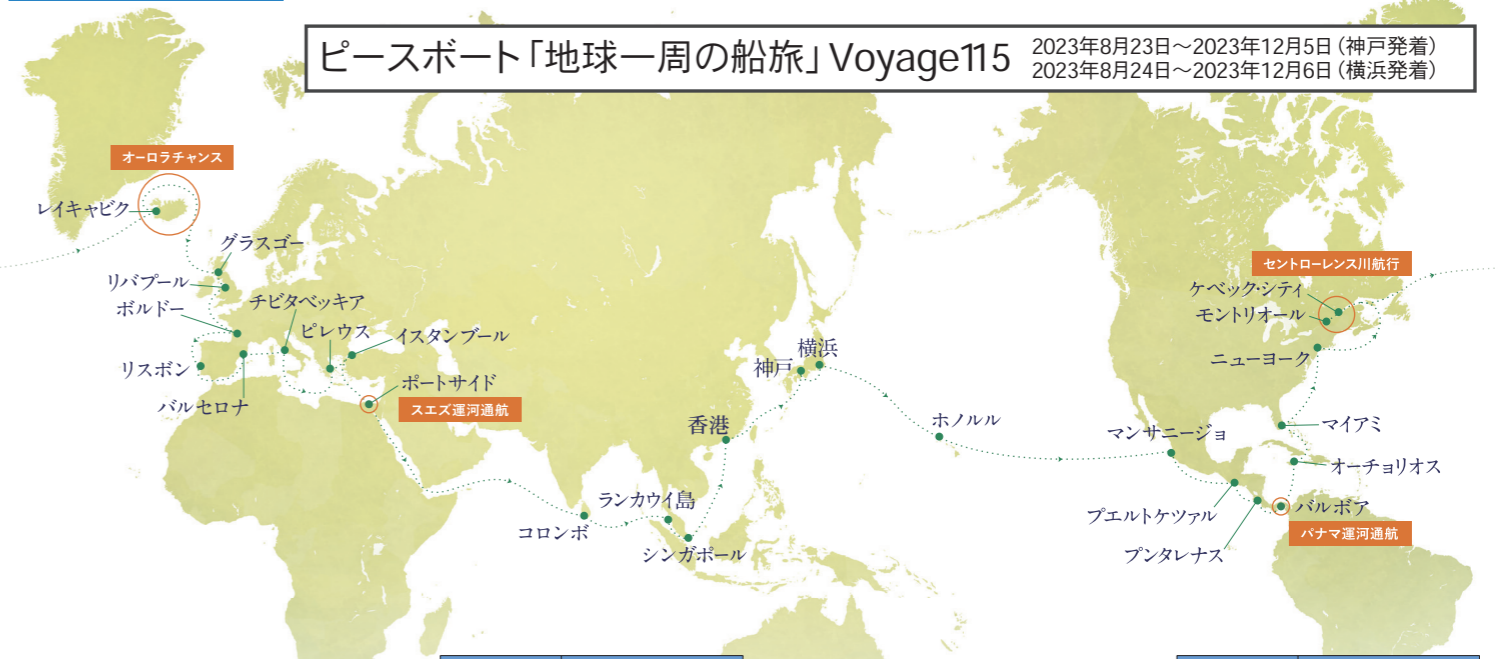 ピースボート「地球一周の船旅」Voyage115
2023年8月23日～2023年12月5日（神戸発着）
2023年8月24日～2023年12月6日（横浜発着）
オーロラチャンス
レイキャビク
グラスゴー
リバプール
ボルドー
チビタベッキア
ピレウス
イスタンブール
リスボン
バルセロナ
ポートサイド
スエズ運河通航
神戸
横浜
香港
ランカウイ島
コロンボ
シンガポール
ホノルル
セントローレンス川航行
ケベック・シティ
モントリオール
ニューヨーク
マンサニージョ
マイアミ
オーチョリオス
プエルトケツァル
バルボア
パナマ運河通航
プンタレナス